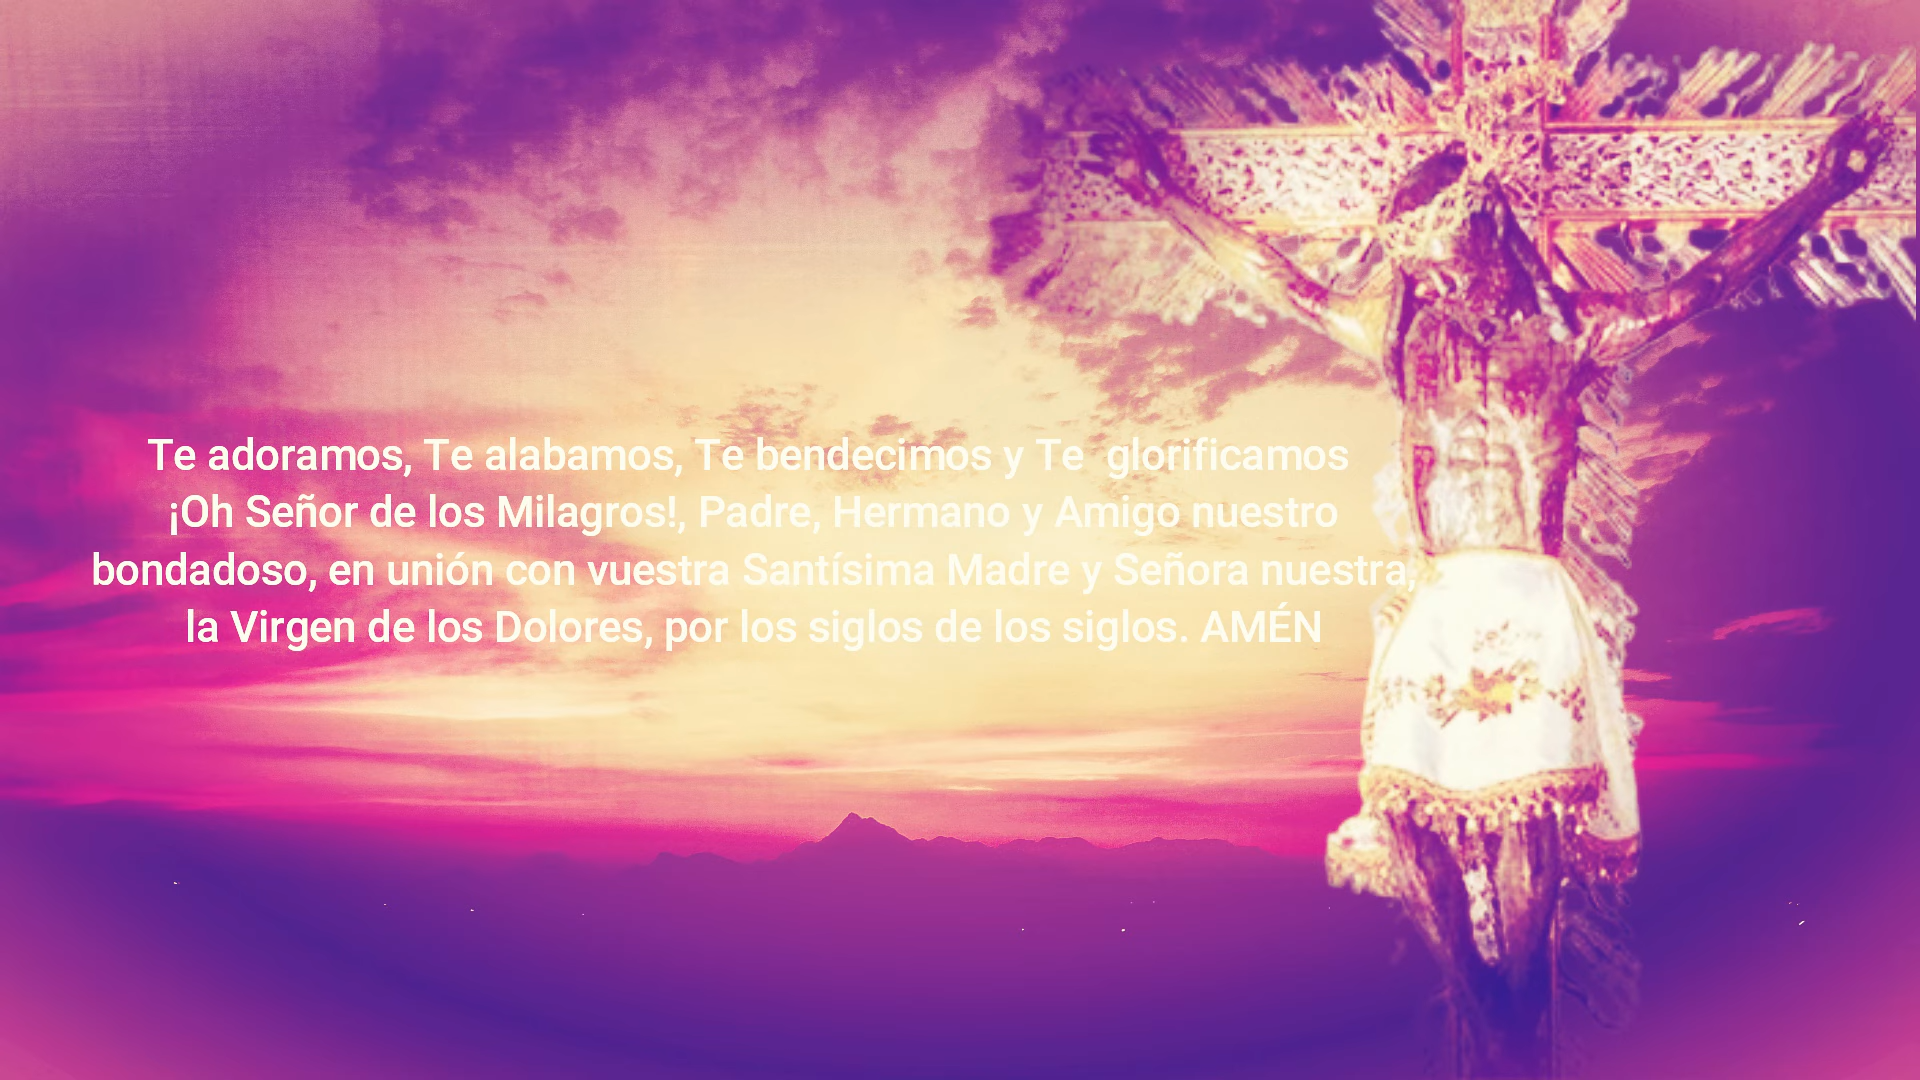 Te adoramos, Te alabamos, Te bendecimos y Te  glorificamos
¡Oh Señor de los Milagros!, Padre, Hermano y Amigo nuestro
bondadoso, en unión con vuestra Santísima Madre y Señora nuestra,
la Virgen de los Dolores, por los siglos de los siglos. AMÉN